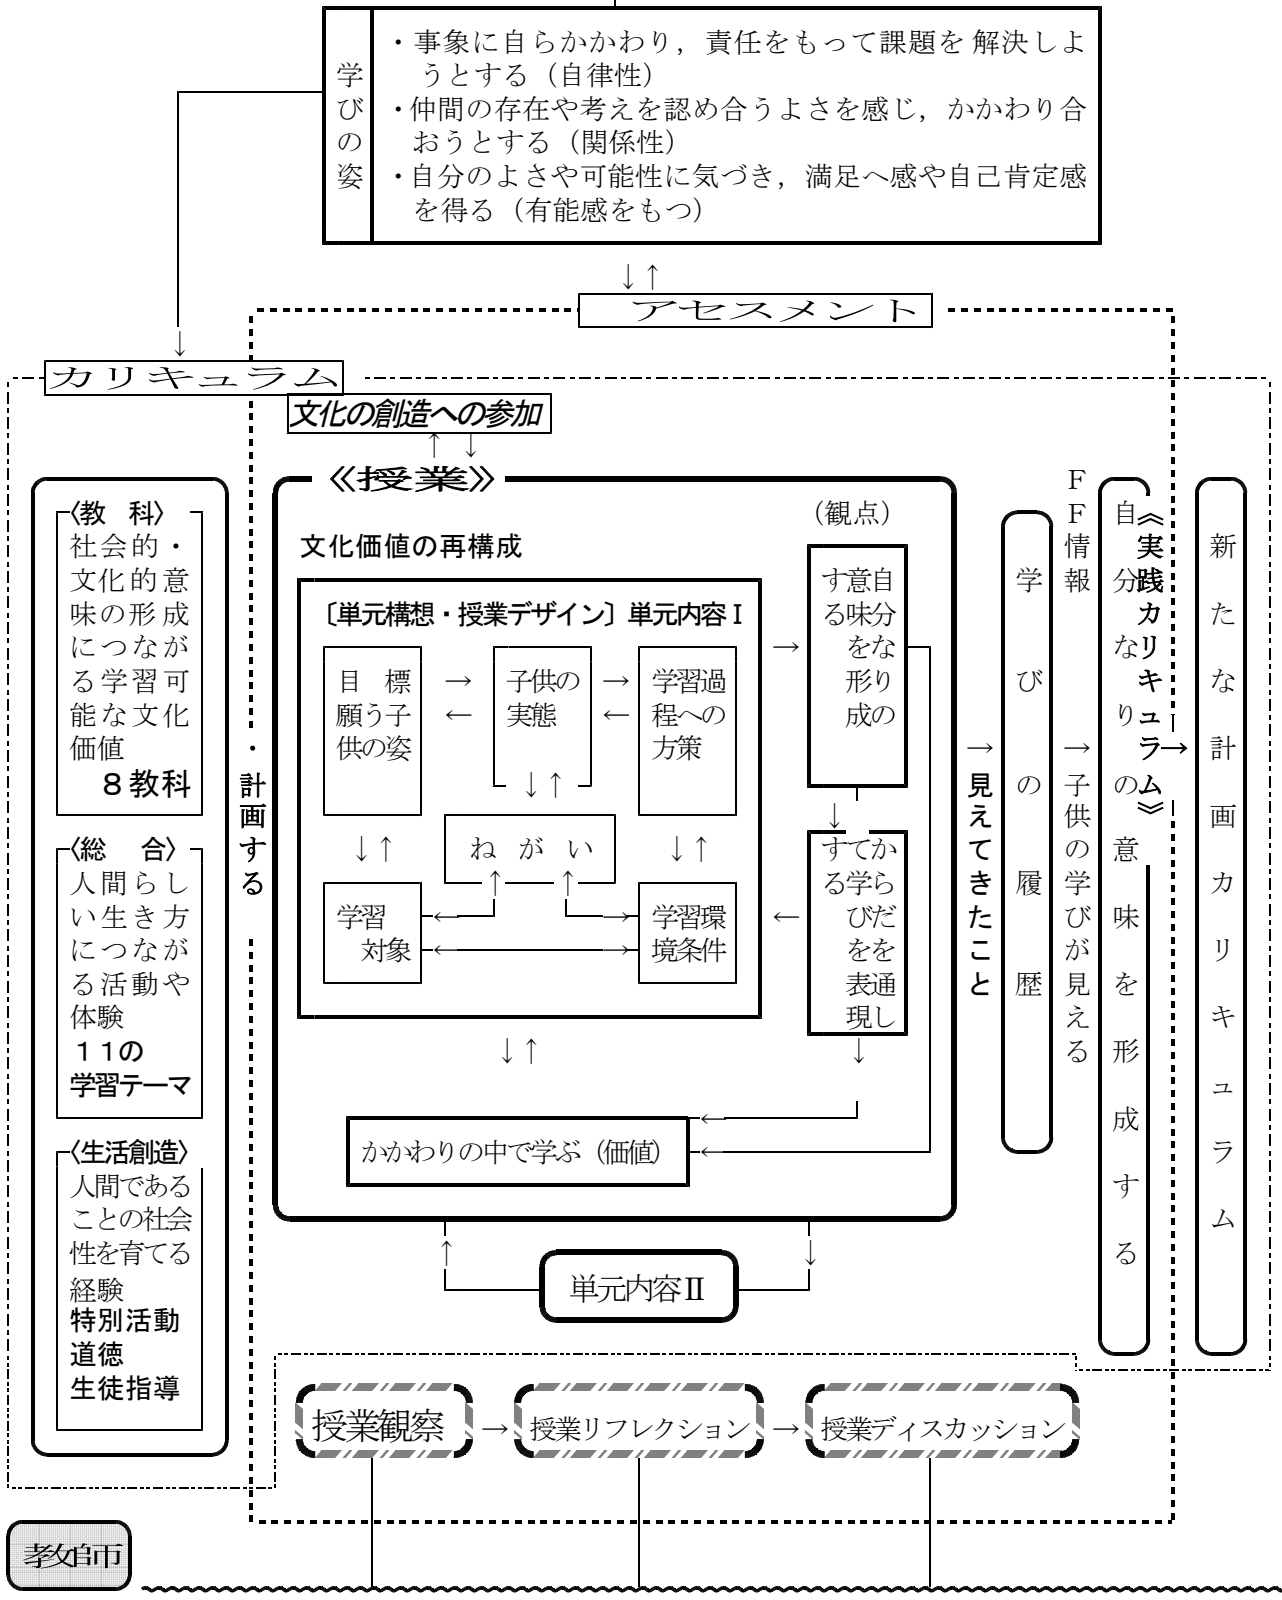 学びの姿
・事象に自らかかわり，責任をもって課題を 解決しよ
うとする（自律性）
・仲間の存在や考えを認め合うよさを感じ，かかわり合
おうとする（関係性）
・自分のよさや可能性に気づき，満足へ感や自己肯定感
を得る（有能感をもつ）
↓↑
アセスメント
↓
カリキュラム
文化の創造への参加
↑ ↓
〈教　科〉
社会的・
文化的意
味の形成
につなが
る学習可
能な文化
価値
８教科
〈総　合〉
人間らし
い生き方
につなが
る活動や
体験
１１の
学習テーマ
〈生活創造〉
人間である
ことの社会
性を育てる
経験
特別活動
道徳
生徒指導
・計画する
《授業》
（観点）
文化価値の再構成
〔単元構想・授業デザイン〕単元内容Ⅰ
目　標
願う子
供の姿
→
←
子供の
実態
→
←
学習過
程への
方策
↓↑
↓↑
ね　が　い
↓↑
↑ ↑
学習
対象
← →
← →
学習環
境条件
→
自分なりの
意味を形成
する
↓
←
からだを通し
て学びを表現
する
↓↑
↓
←
かかわりの中で学ぶ（価値）
←
↑
単元内容Ⅱ
↓
→見えてきたこと
学びの履歴
ＦＦ情報
→子供の学びが見える
自分なりの意味を形成する
《実践カリキュラム》
→
新たな計画カリキュラム
授業観察
→
授業リフレクション
→
授業ディスカッション
教師